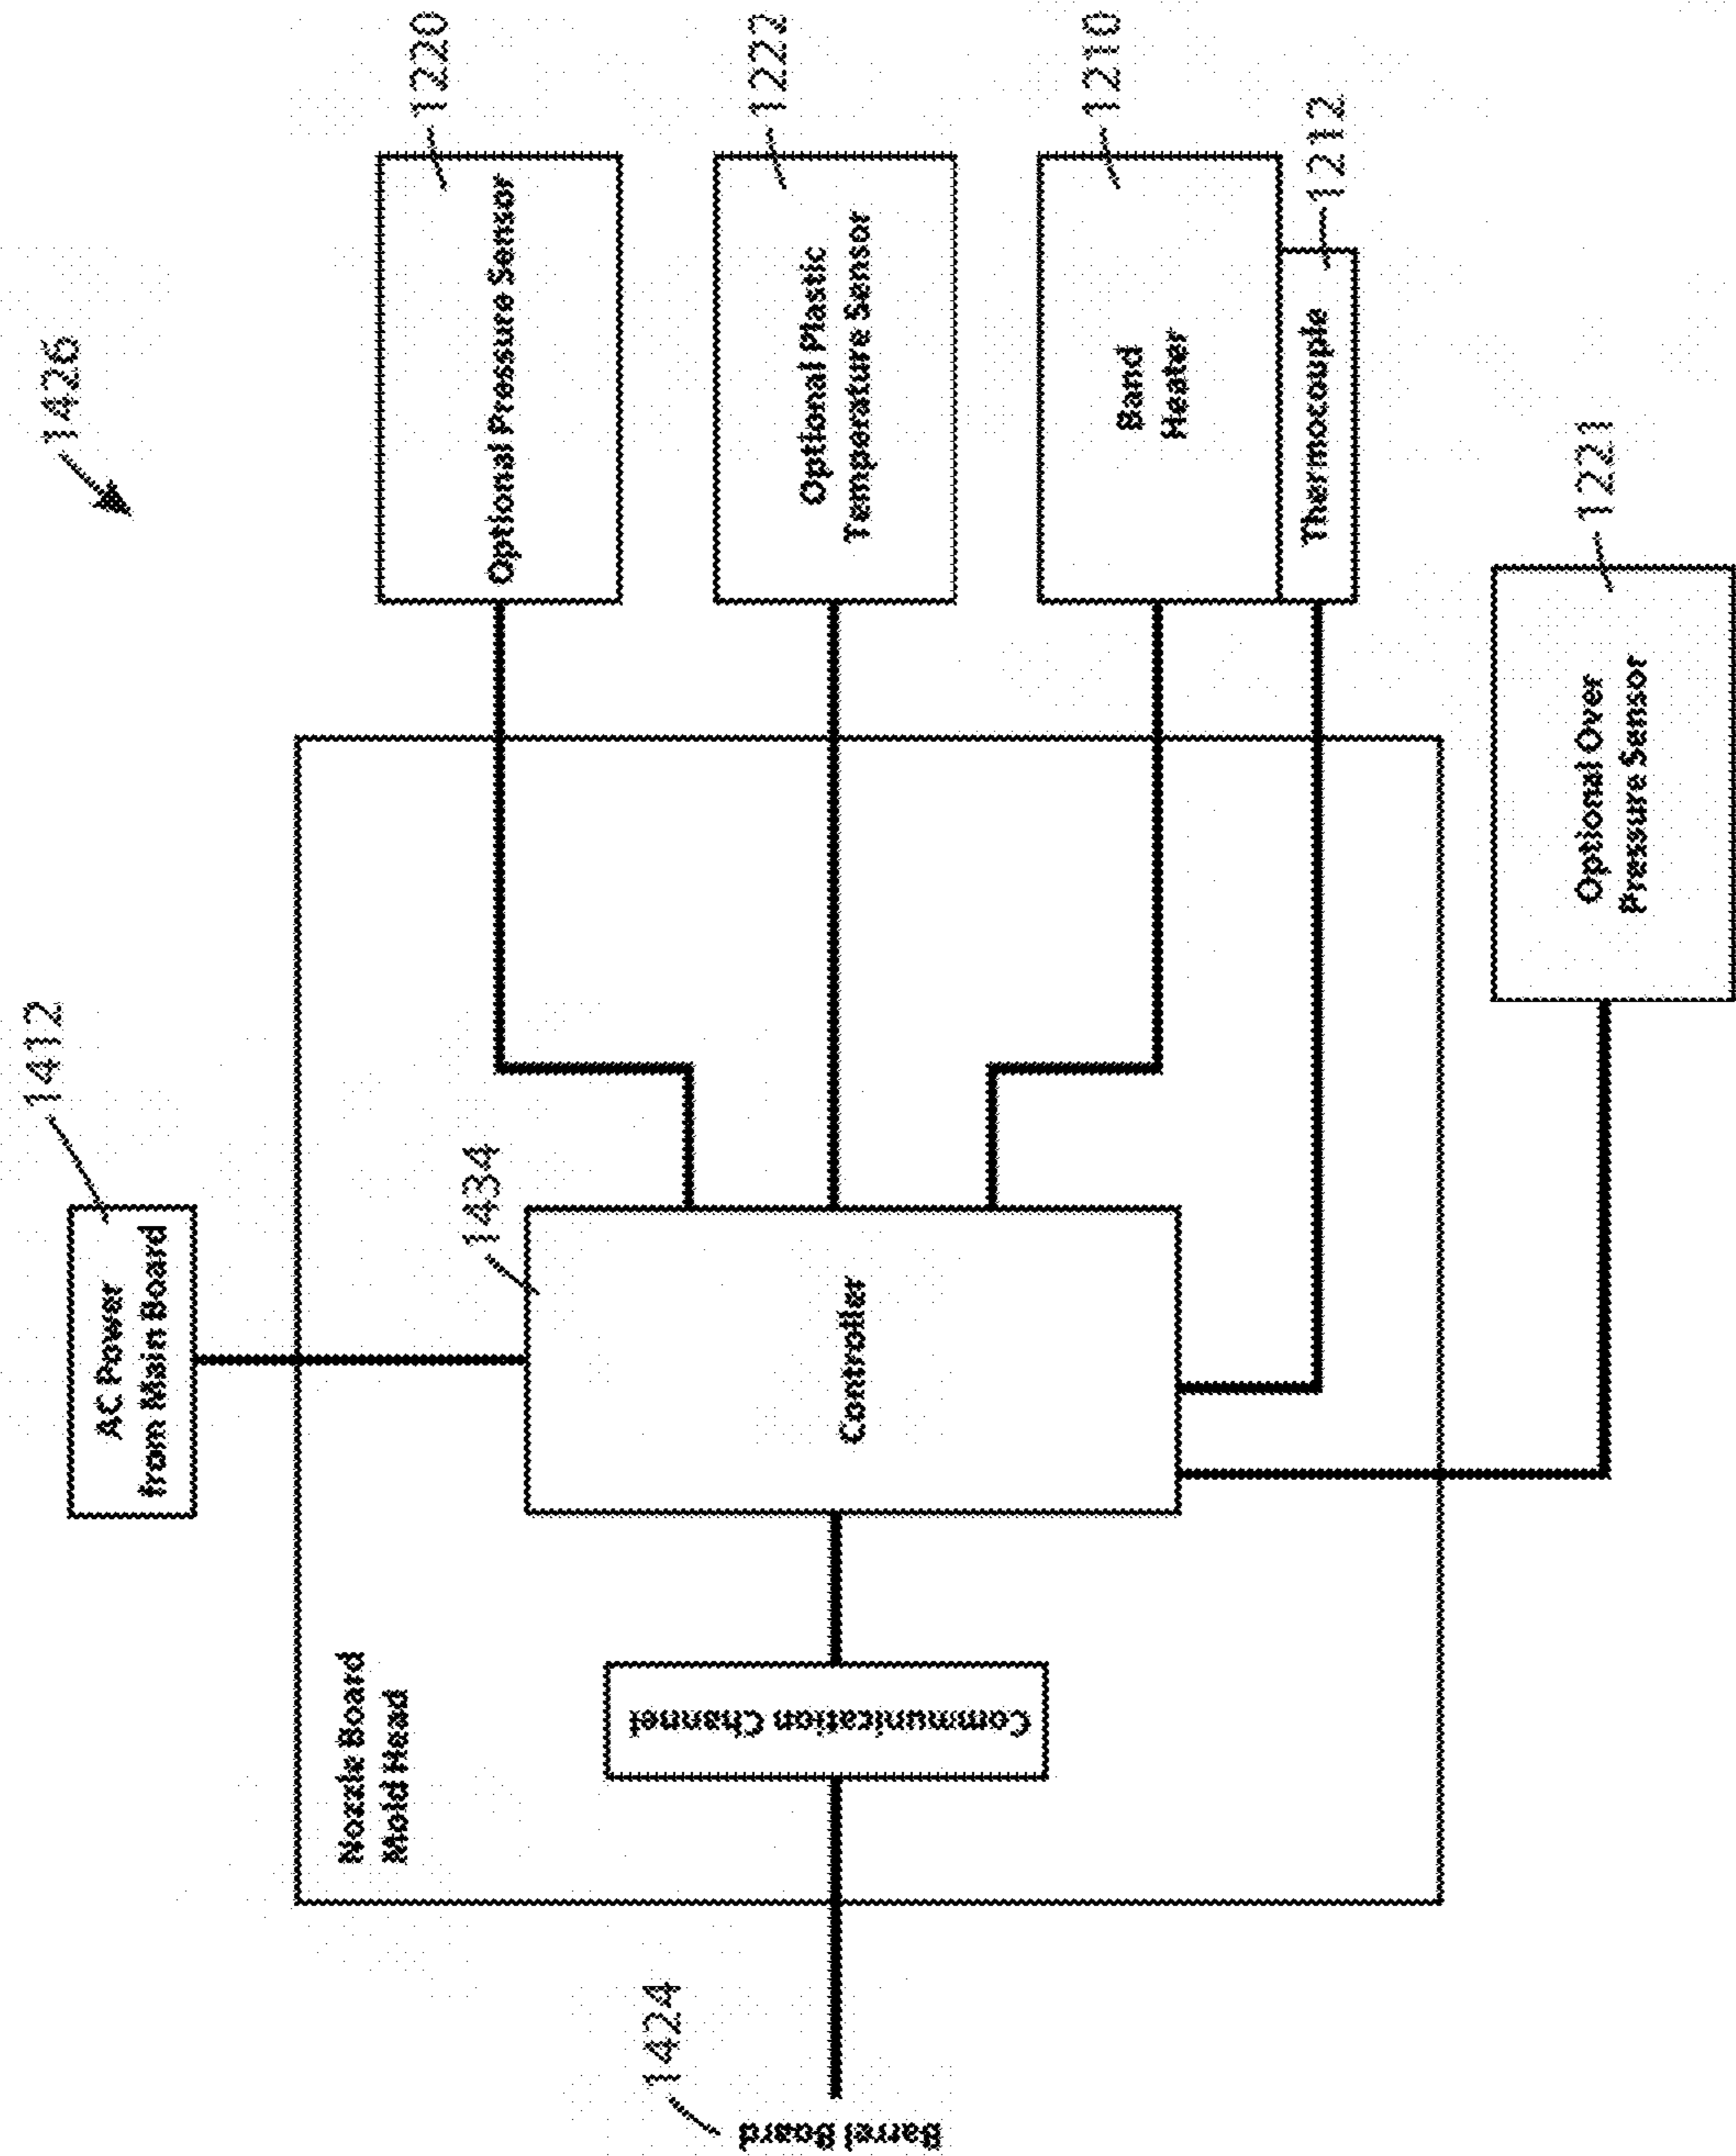 1426
1412
AC Power
from Main Board
1220
Optional Pressure Sensor
Nozzle Board
Mold Head
1434
Controller
1222
Optional Plastic
Temperature Sensor
1424
Barrel Board
Communication Channel
1210
Band
Heater
1212
Thermocouple
1221
Optional Over
Pressure Sensor